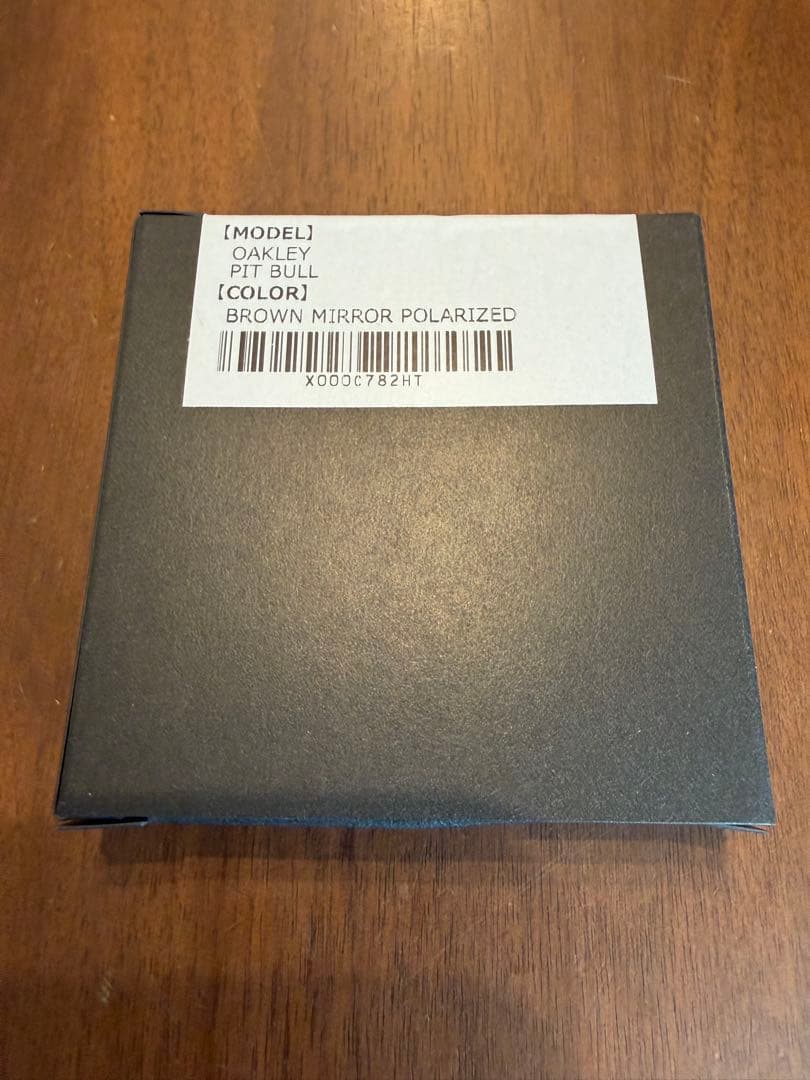 【MODEL】
OAKLEY
PIT BULL
【COLOR】
BROWN MIRROR POLARIZED
X000C782HT